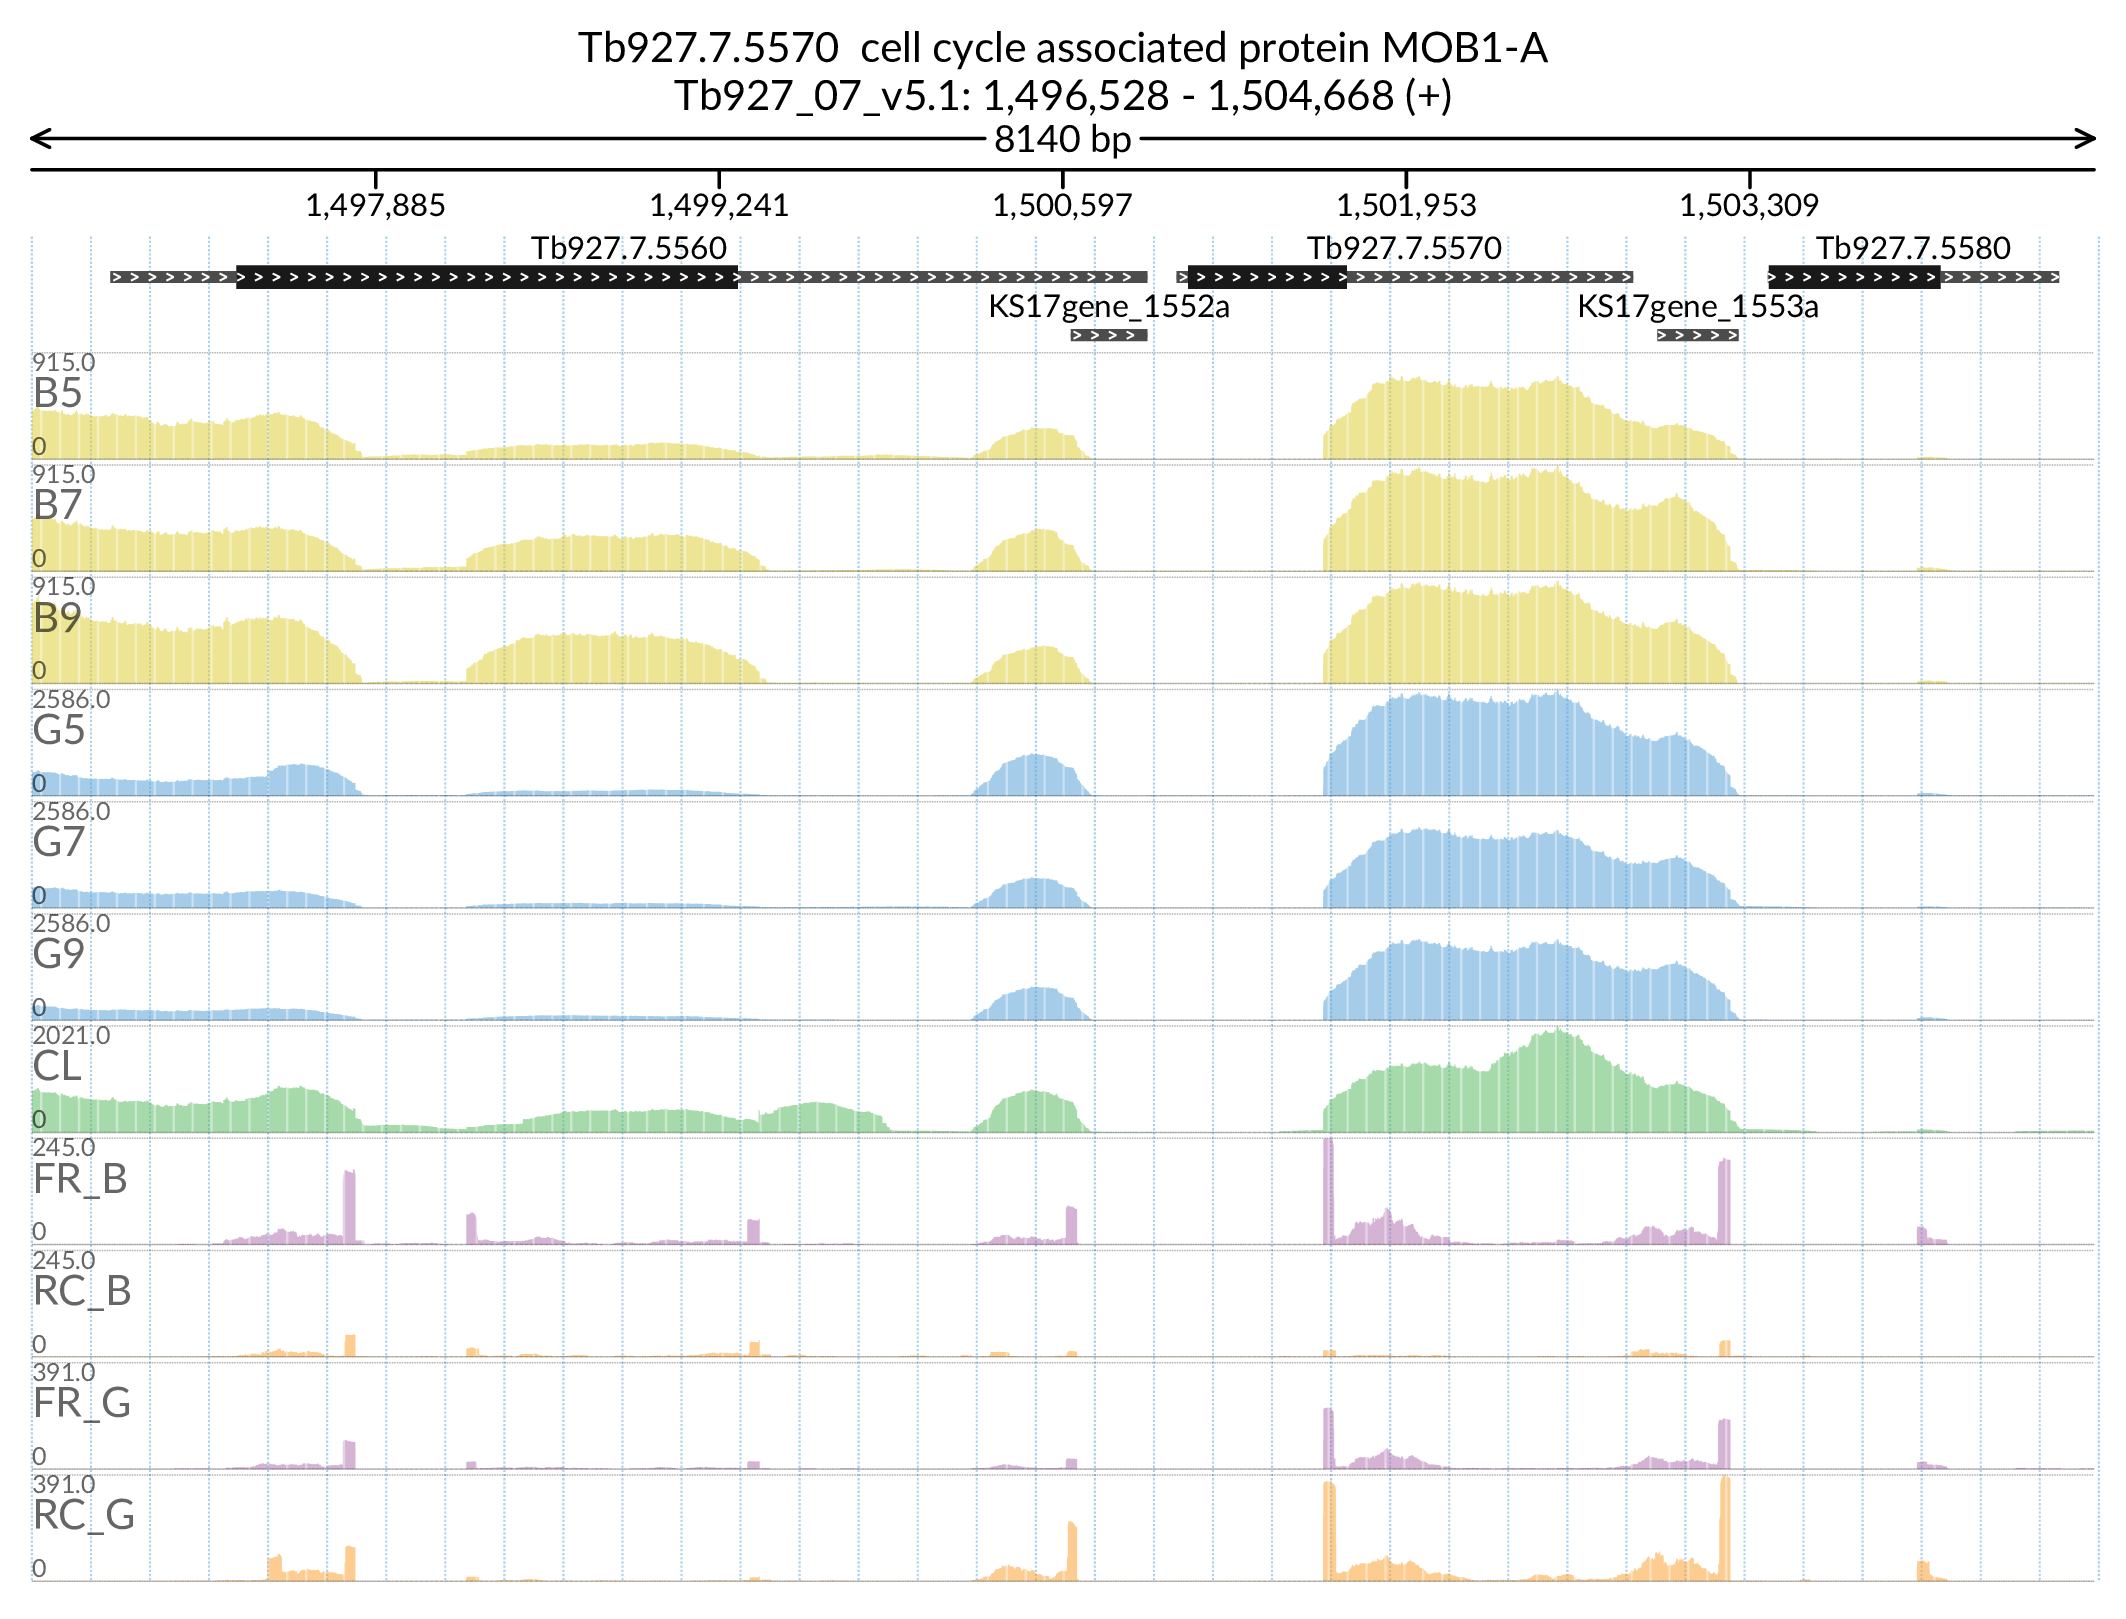 Tb927.7.5570  cell cycle associated protein MOB1-A
Tb927_07_v5.1: 1,496,528 - 1,504,668 (+)
8140 bp
1,497,885 1,499,241 1,500,597 1,501,953 1,503,309
Tb927.7.5560 Tb927.7.5570 Tb927.7.5580
KS17gene_1552a KS17gene_1553a
915.0
B5
0
915.0
B7
0
915.0
B9
0
2586.0
G5
0
2586.0
G7
0
2586.0
G9
0
2021.0
CL
0
245.0
FR_B
0
245.0
RC_B
0
391.0
FR_G
0
391.0
RC_G
0